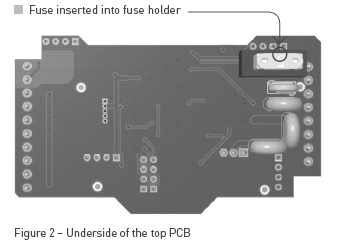 Fuse inserted into fuse holder
Figure 2 – Underside of the top PCB